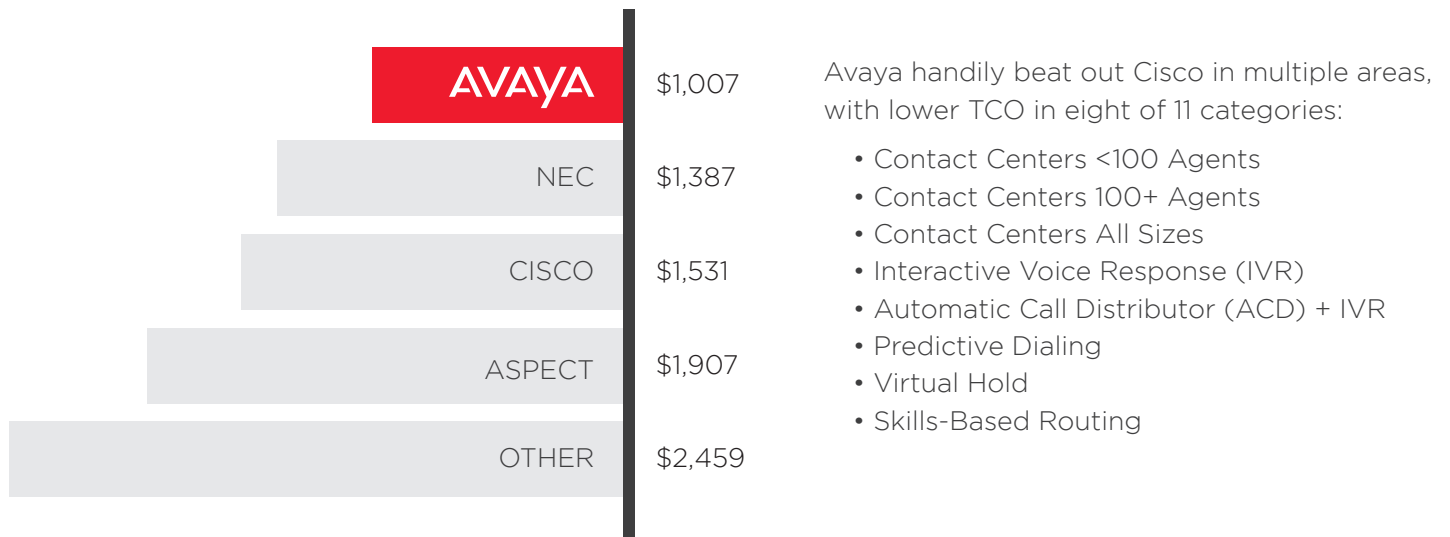 AVAYA
$1,007
NEC
$1,387
CISCO
$1,531
ASPECT
$1,907
OTHER
$2,459
Avaya handily beat out Cisco in multiple areas,
with lower TCO in eight of 11 categories:
• Contact Centers <100 Agents
• Contact Centers 100+ Agents
• Contact Centers All Sizes
• Interactive Voice Response (IVR)
• Automatic Call Distributor (ACD) + IVR
• Predictive Dialing
• Virtual Hold
• Skills-Based Routing